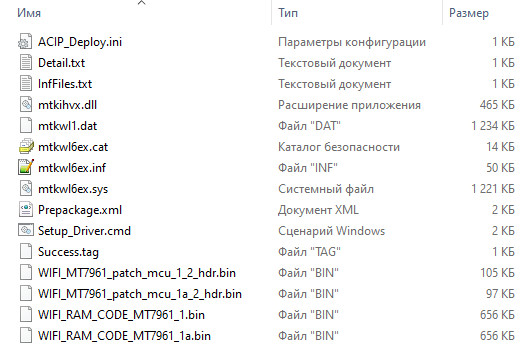 Имя Тип Размер
ACIP_Deploy.ini Параметры конфигурации 1 КБ
Detail.txt Текстовый документ 1 КБ
InfFiles.txt Текстовый документ 1 КБ
mtkihvx.dll Расширение приложения 465 КБ
mtkwl1.dat Файл "DAT" 1 234 КБ
mtkwl6ex.cat Каталог безопасности 14 КБ
mtkwl6ex.inf Файл "INF" 50 КБ
mtkwl6ex.sys Системный файл 1 221 КБ
Prepackage.xml Документ XML 2 КБ
Setup_Driver.cmd Сценарий Windows 2 КБ
Success.tag Файл "TAG" 1 КБ
WIFI_MT7961_patch_mcu_1_2_hdr.bin Файл "BIN" 105 КБ
WIFI_MT7961_patch_mcu_1a_2_hdr.bin Файл "BIN" 97 КБ
WIFI_RAM_CODE_MT7961_1.bin Файл "BIN" 656 КБ
WIFI_RAM_CODE_MT7961_1a.bin Файл "BIN" 656 КБ